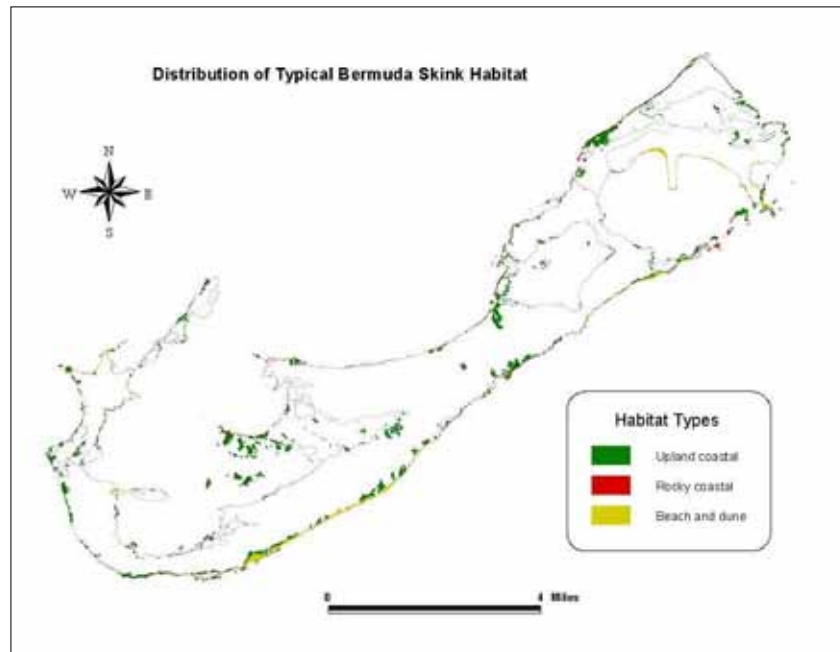 Distribution of Typical Bermuda Skink Habitat
N
W E
S
Habitat Types
Upland coastal
Rocky coastal
Beach and dune
0 4 Miles